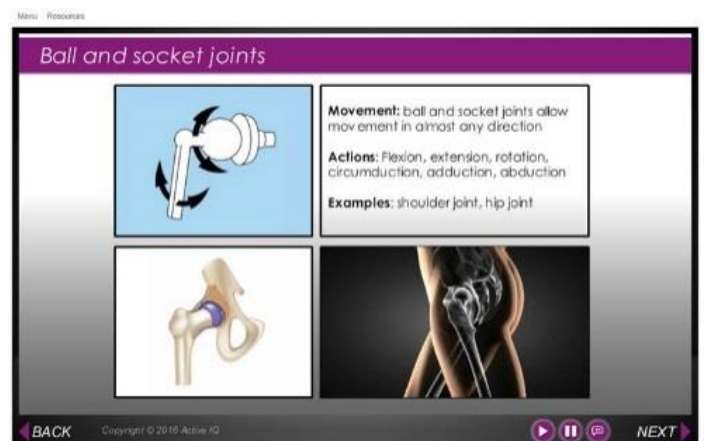 Menu Resources
Ball and socket joints
Movement: ball and socket joints allow
movement in almost any direction
Actions: Flexion, extension, rotation,
circumduction, adduction, abduction
Examples: shoulder joint, hip joint
BACK
Copyright © 2016 Active IQ
NEXT